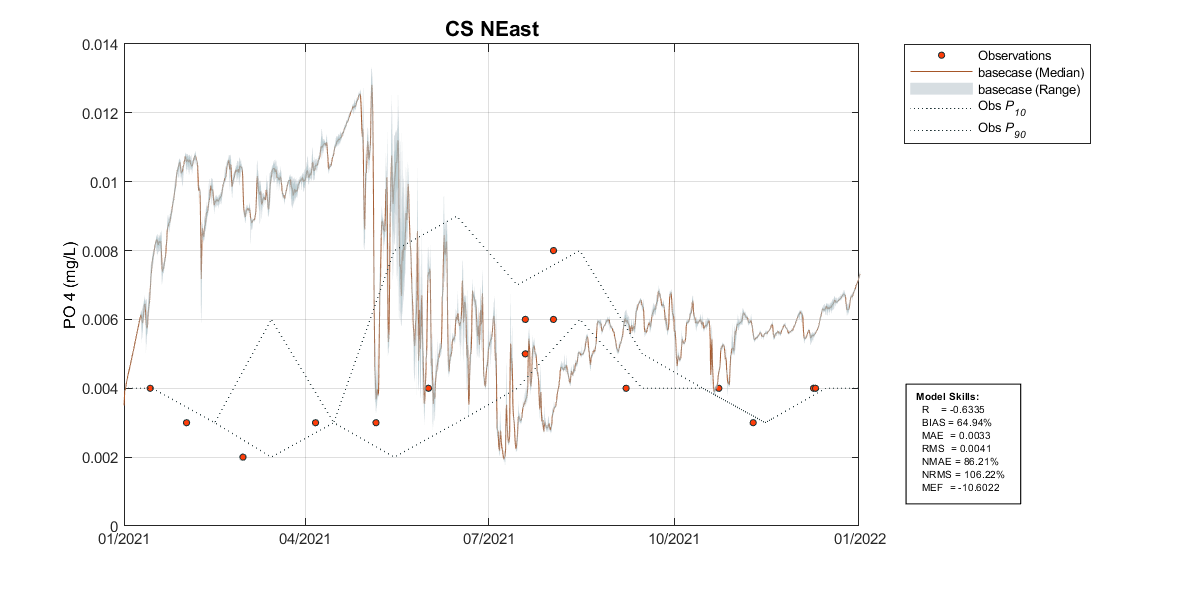 CS NEast
0.014
0.012
0.01
0.008
0.006
0.004
0.002
0
PO 4 (mg/L)
01/2021
04/2021
07/2021
10/2021
01/2022
Observations
basecase (Median)
basecase (Range)
Obs P10
Obs P90
Model Skills:
R = -0.6335
BIAS = 64.94%
MAE = 0.0033
RMS = 0.0041
NMAE = 86.21%
NRMS = 106.22%
MEF = -10.6022